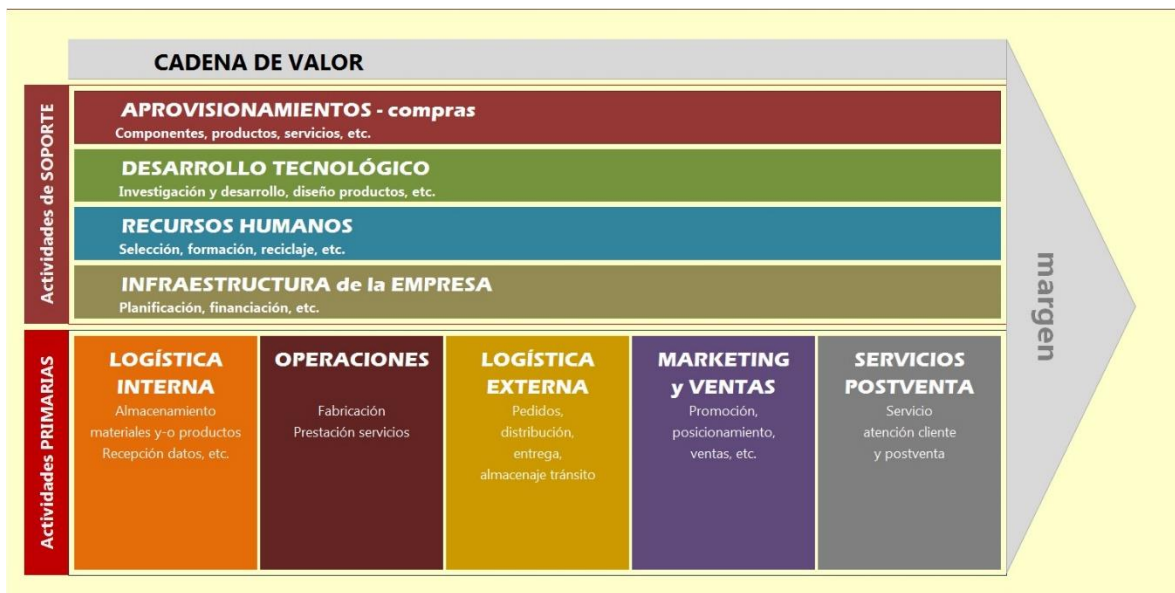 CADENA DE VALOR
Actividades de SOPORTE
APROVISIONAMIENTOS - compras
Componentes, productos, servicios, etc.
DESARROLLO TECNOLÓGICO
Investigación y desarrollo, diseño productos, etc.
RECURSOS HUMANOS
Selección, formación, reciclaje, etc.
INFRAESTRUCTURA de la EMPRESA
Planificación, financiación, etc.
Actividades PRIMARIAS
LOGÍSTICA
INTERNA
Almacenamiento
materiales y-o productos
Recepción datos, etc.
OPERACIONES
Fabricación
Prestación servicios
LOGÍSTICA
EXTERNA
Pedidos,
distribución,
entrega,
almacenaje tránsito
MARKETING
y VENTAS
Promoción,
posicionamiento,
ventas, etc.
SERVICIOS
POSTVENTA
Servicio
atención cliente
y postventa
margen